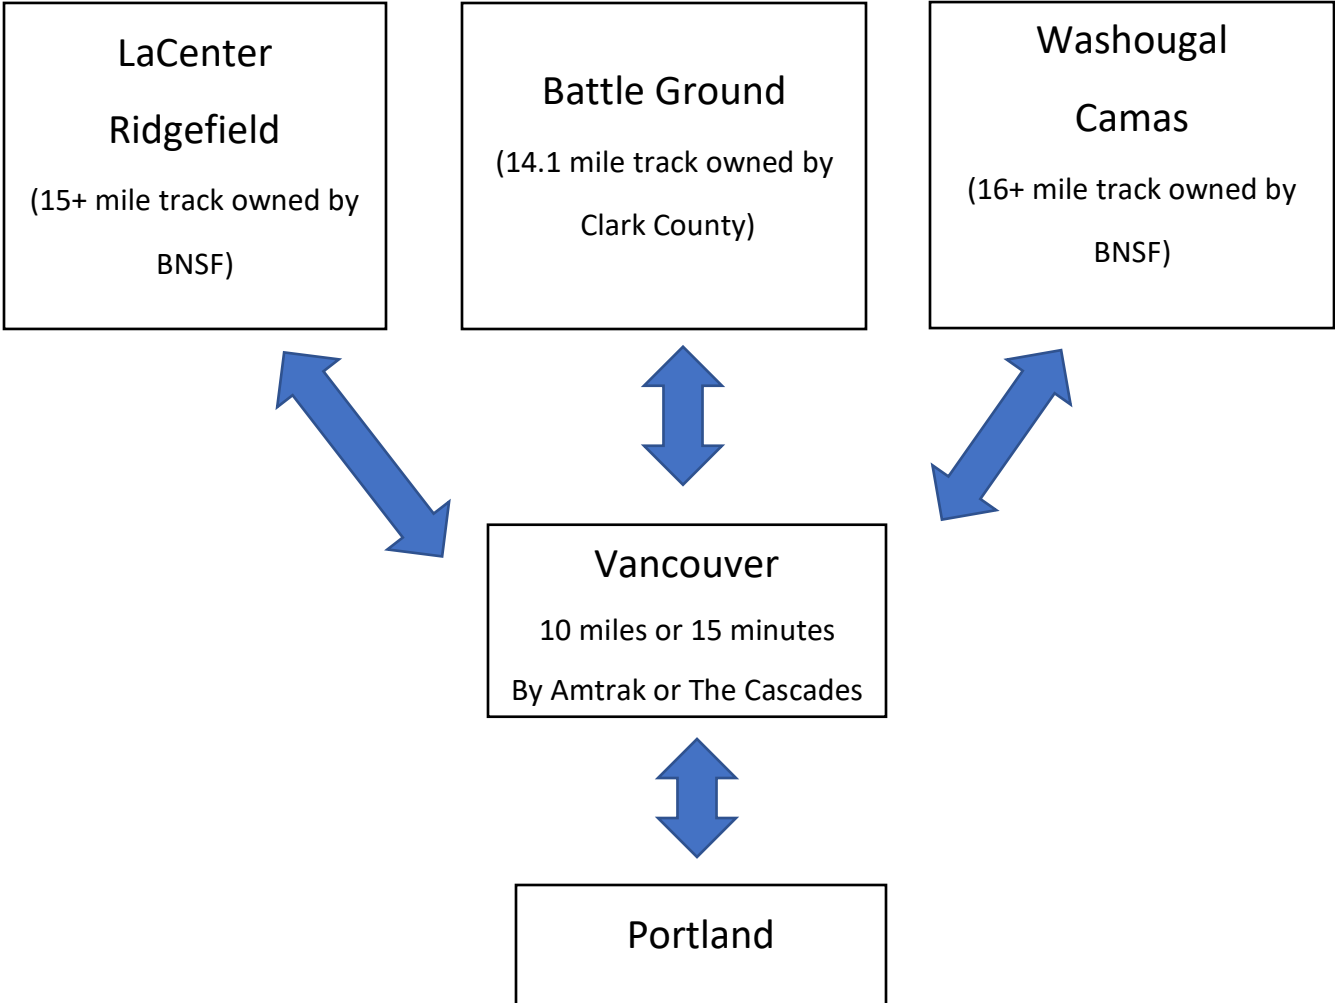 LaCenter
Ridgefield
(15+ mile track owned by
BNSF)
Battle Ground
(14.1 mile track owned by
Clark County)
Washougal
Camas
(16+ mile track owned by
BNSF)
Vancouver
10 miles or 15 minutes
By Amtrak or The Cascades
Portland